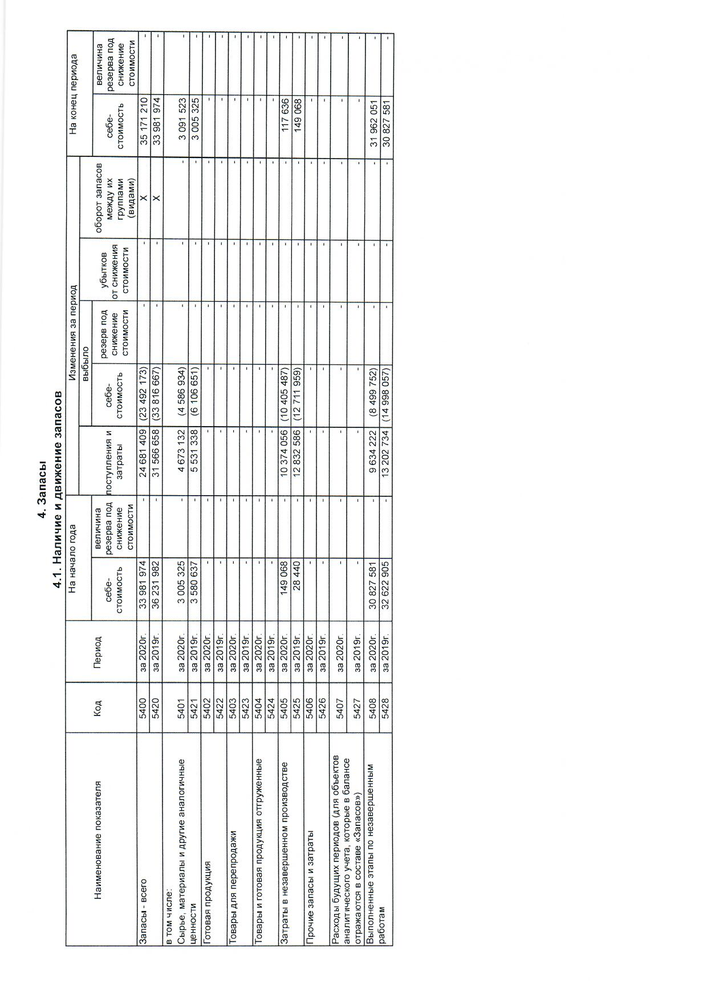 4. Запасы
4.1. Наличие и движение запасов
Наименование показателя Код Период На начало года Изменения за период На конец периода
себе-стоимость величина резерва под снижение стоимости поступления и затраты выбыло убытков от снижения стоимости оборот запасов между их группами (видами) себе-стоимость величина резерва под снижение стоимости
себе-стоимость резерв под снижение стоимости
Запасы - всего 5400 за 2020г. 33 981 974 - 24 681 409 (23 492 173) - - X 35 171 210 -
5420 за 2019г. 36 231 982 - 31 566 658 (33 816 667) - - X 33 981 974 -
в том числе:
Сырье, материалы и другие аналогичные 5401 за 2020г. 3 005 325 - 4 673 132 (4 586 934) - - - 3 091 523 -
ценности 5421 за 2019г. 3 580 637 - 5 531 338 (6 106 651) - - - 3 005 325 -
Готовая продукция 5402 за 2020г. - - - - - - - - -
5422 за 2019г. - - - - - - - - -
Товары для перепродажи 5403 за 2020г. - - - - - - - - -
5423 за 2019г. - - - - - - - - -
Товары и готовая продукция отгруженные 5404 за 2020г. - - - - - - - - -
5424 за 2019г. - - - - - - - - -
Затраты в незавершенном производстве 5405 за 2020г. 149 068 - 10 374 056 (10 405 487) - - - 117 636 -
5425 за 2019г. 28 440 - 12 832 586 (12 711 959) - - - 149 068 -
Прочие запасы и затраты 5406 за 2020г. - - - - - - - - -
5426 за 2019г. - - - - - - - - -
Расходы будущих периодов (для объектов
аналитического учета, которые в балансе 5407 за 2020г. - - - - - - - - -
отражаются в составе «Запасов») 5427 за 2019г. - - - - - - - - -
Выполненные этапы по незавершенным 5408 за 2020г. 30 827 581 - 9 634 222 (8 499 752) - - - 31 962 051 -
работам 5428 за 2019г. 32 622 905 - 13 202 734 (14 998 057) - - - 30 827 581 -